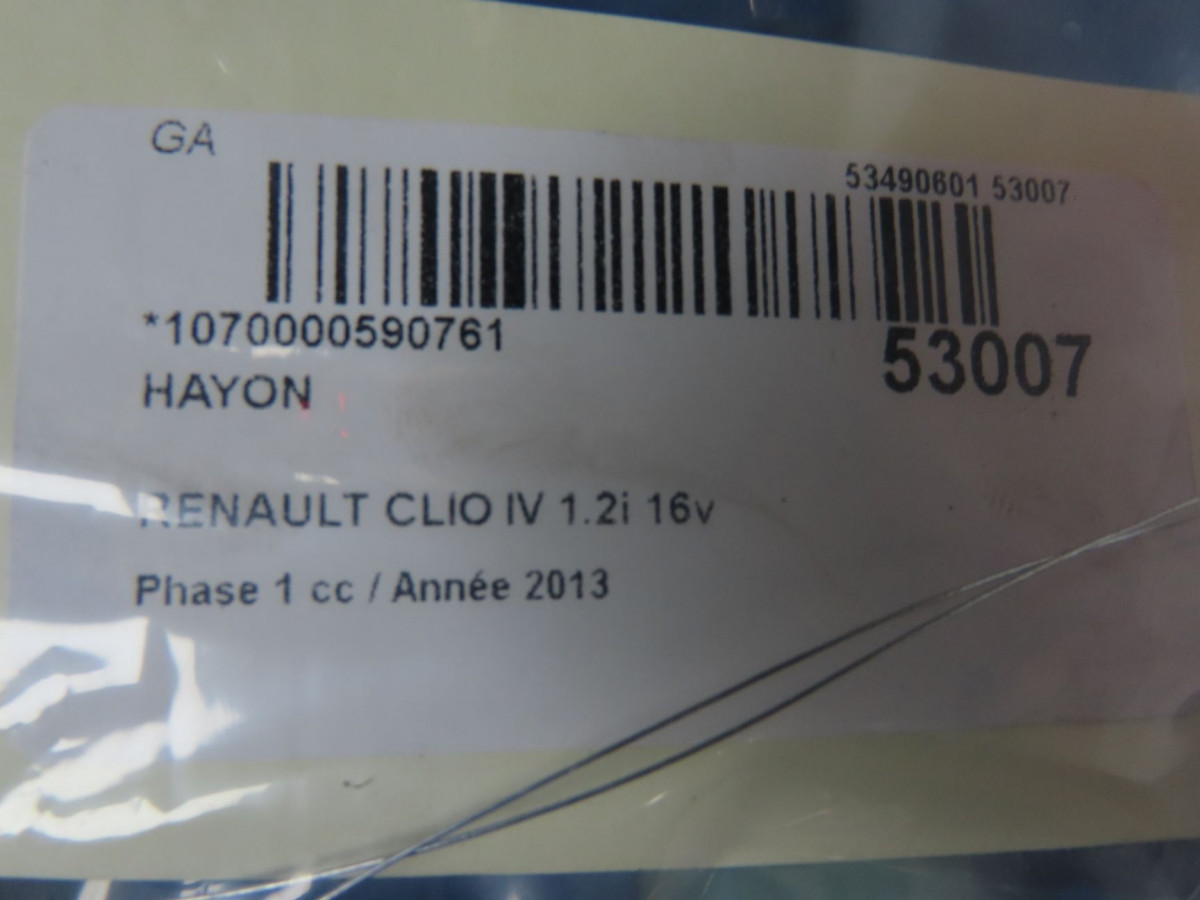 GA
53490601 53007
*1070000590761
53007
HAYON
RENAULT CLIO IV 1.2i 16v
Phase 1 cc / Année 2013